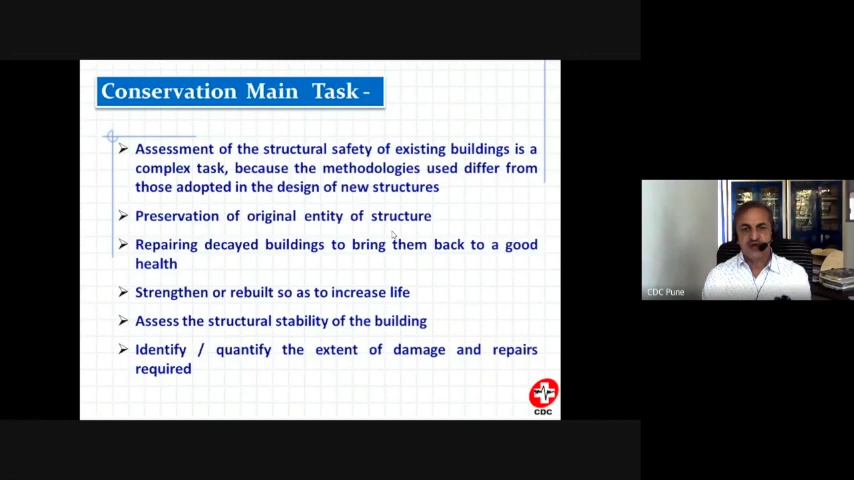 Conservation Main Task -
➢ Assessment of the structural safety of existing buildings is a
complex task, because the methodologies used differ from
those adopted in the design of new structures
➢ Preservation of original entity of structure
➢ Repairing decayed buildings to bring them back to a good
health
➢ Strengthen or rebuilt so as to increase life
➢ Assess the structural stability of the building
➢ Identify / quantify the extent of damage and repairs
required
CDC
CDC Pune